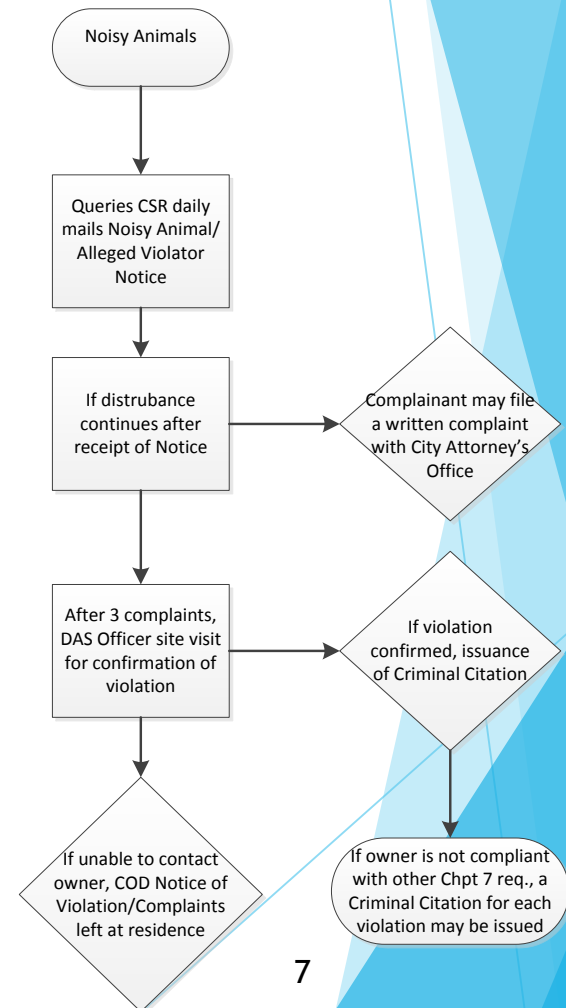 Noisy Animals
Queries CSR daily
mails Noisy Animal/
Alleged Violator
Notice
If distrubance
continues after
receipt of Notice
Complainant may file
a written complaint
with City Attorney's
Office
After 3 complaints,
DAS Officer site visit
for confirmation of
violation
If violation
confirmed, issuance
of Criminal Citation
If unable to contact
owner, COD Notice of
Violation/Complaints
left at residence
If owner is not compliant
with other Chpt 7 req., a
Criminal Citation for each
violation may be issued
7